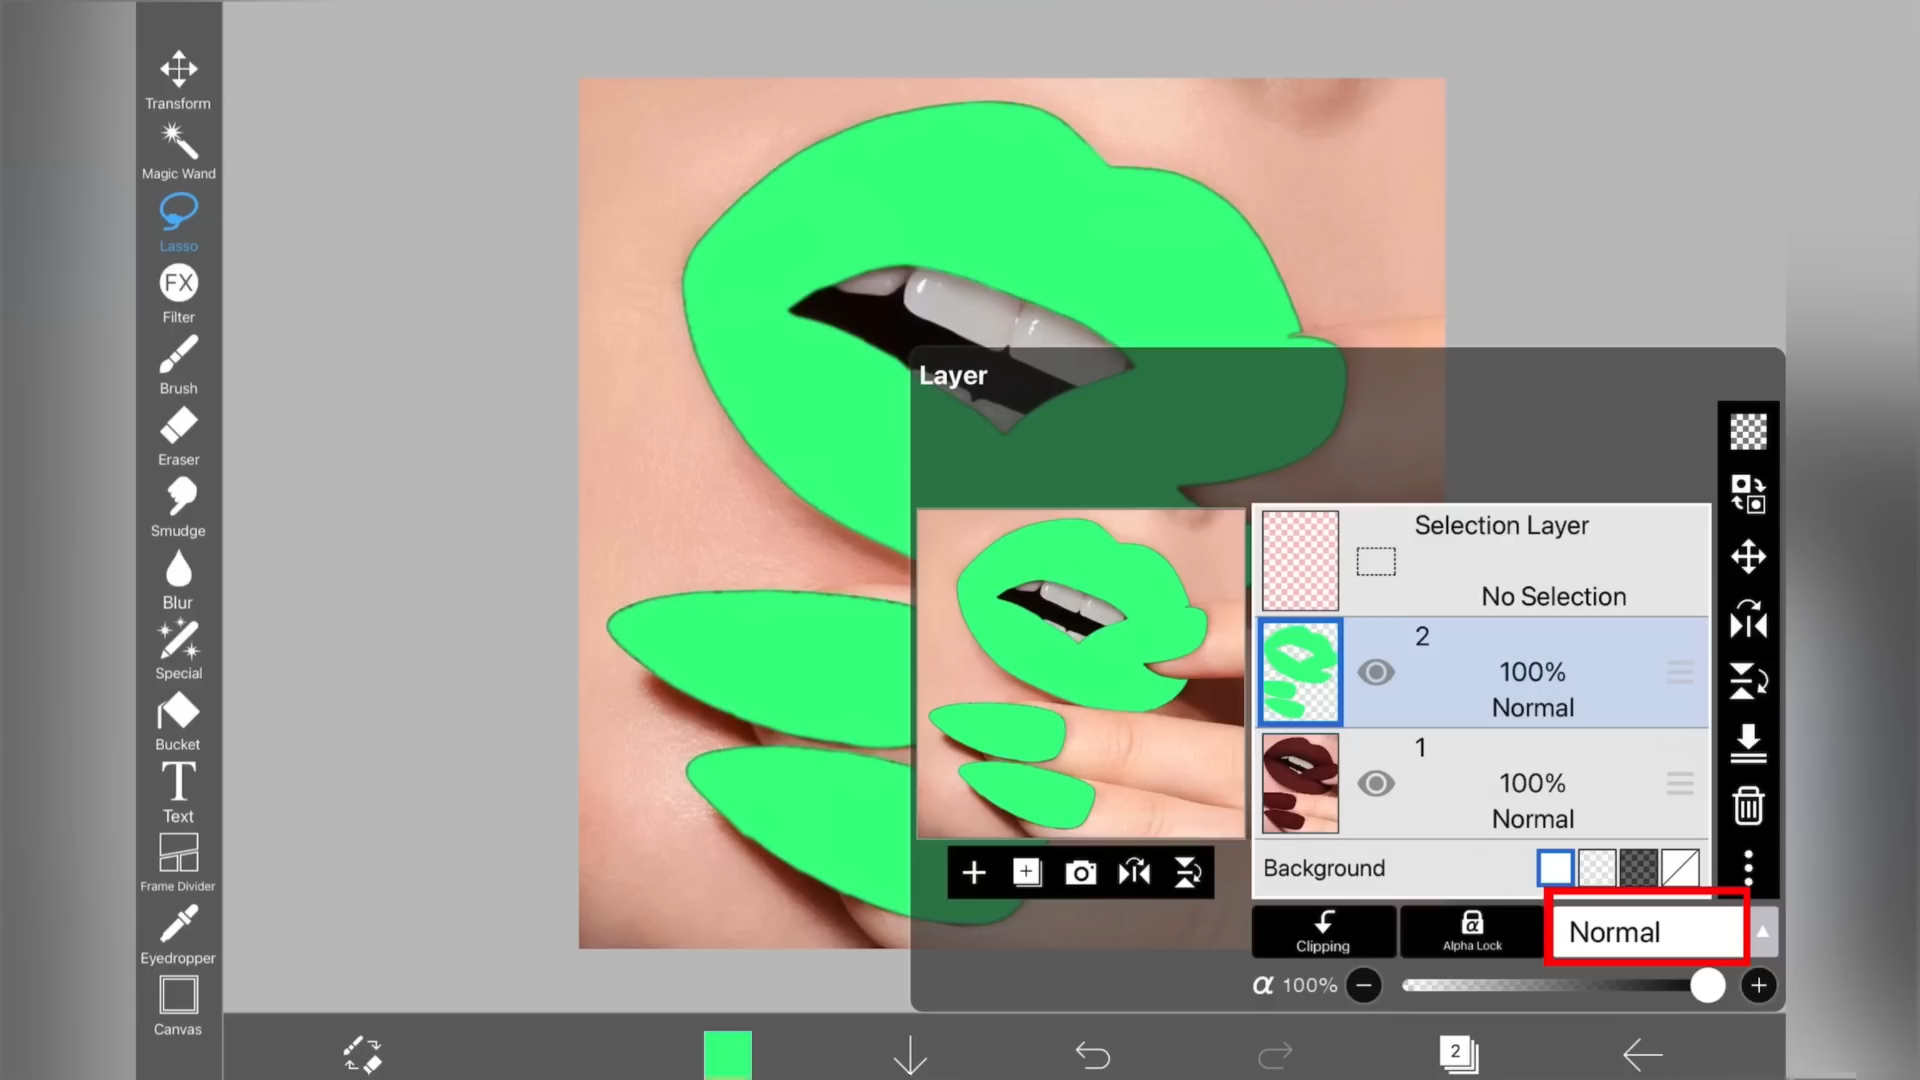 Transform
Magic Wand
Lasso
FX
Filter
Brush
Eraser
Smudge
Blur
Special
Bucket
T
Text
Frame Divider
Eyedropper
Canvas
Layer
Selection Layer
No Selection
2
100%
Normal
1
100%
Normal
Background
Clipping
α
Alpha Lock
Normal
α 100%
2